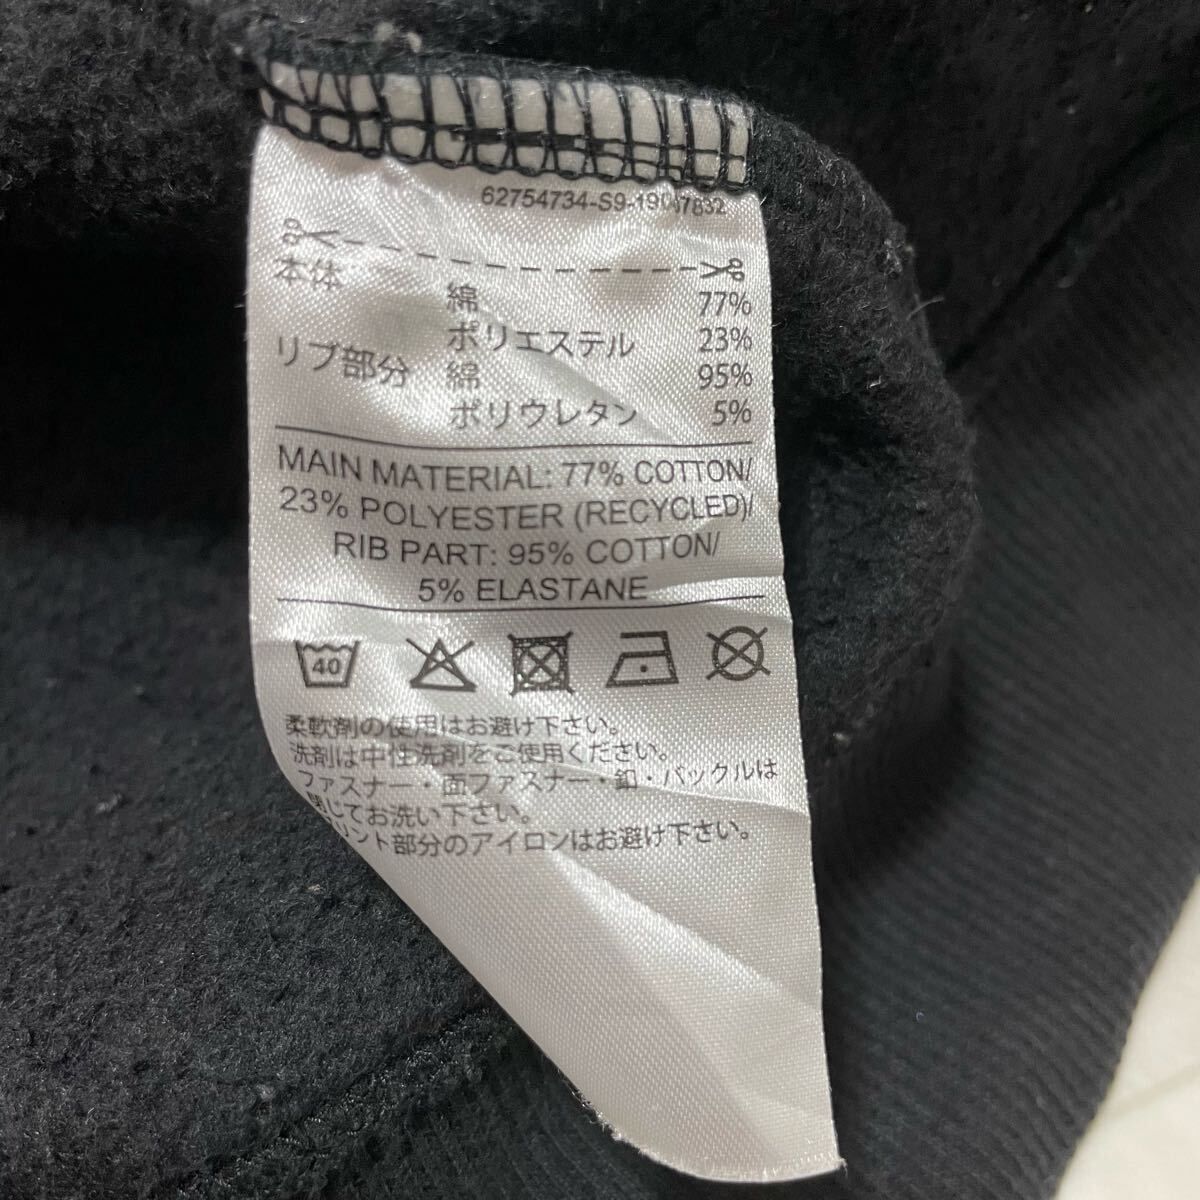 62754734-S9-19047832
本体 綿 77%
ポリエステル 23%
リブ部分 綿 95%
ポリウレタン 5%
MAIN MATERIAL: 77% COTTON/
23% POLYESTER (RECYCLED)/
RIB PART: 95% COTTON/
5% ELASTANE
40
柔軟剤の使用はお避け下さい。
洗剤は中性洗剤をご使用ください。
ファスナー・面ファスナー・釦・バックルは
閉じてお洗い下さい。
プリント部分のアイロンはお避け下さい。